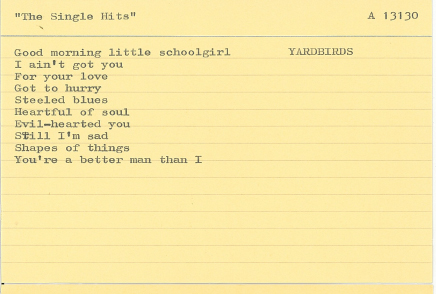 "The Single Hits" A 13130
Good morning little schoolgirl YARDBIRDS
I ain't got you
For your love
Got to hurry
Steeled blues
Heartful of soul
Evil-hearted you
Still I'm sad
Shapes of things
You're a better man than I